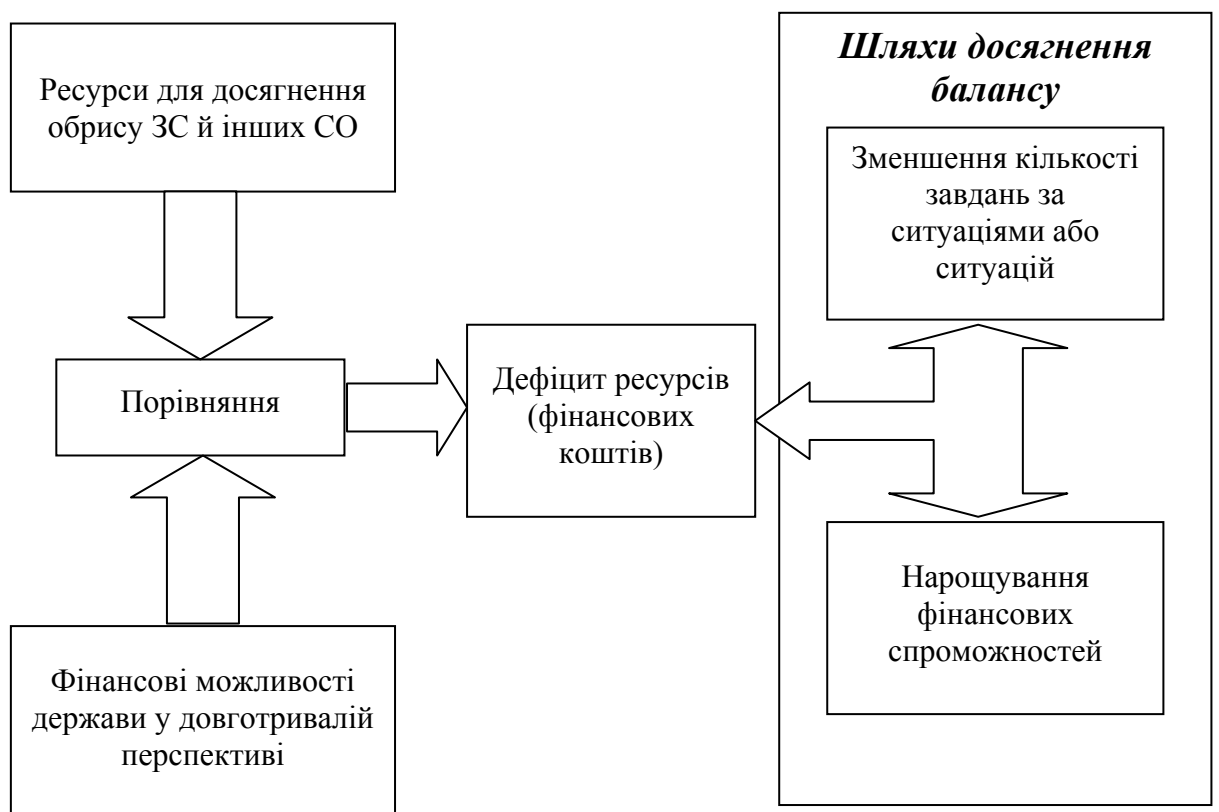 Ресурси для досягнення
обрису ЗС й інших СО
Порівняння
Фінансові можливості
держави у довготривалій
перспективі
Дефіцит ресурсів
(фінансових
коштів)
Шляхи досягнення
балансу
Зменшення кількості
завдань за
ситуаціями або
ситуацій
Нарощування
фінансових
спроможностей